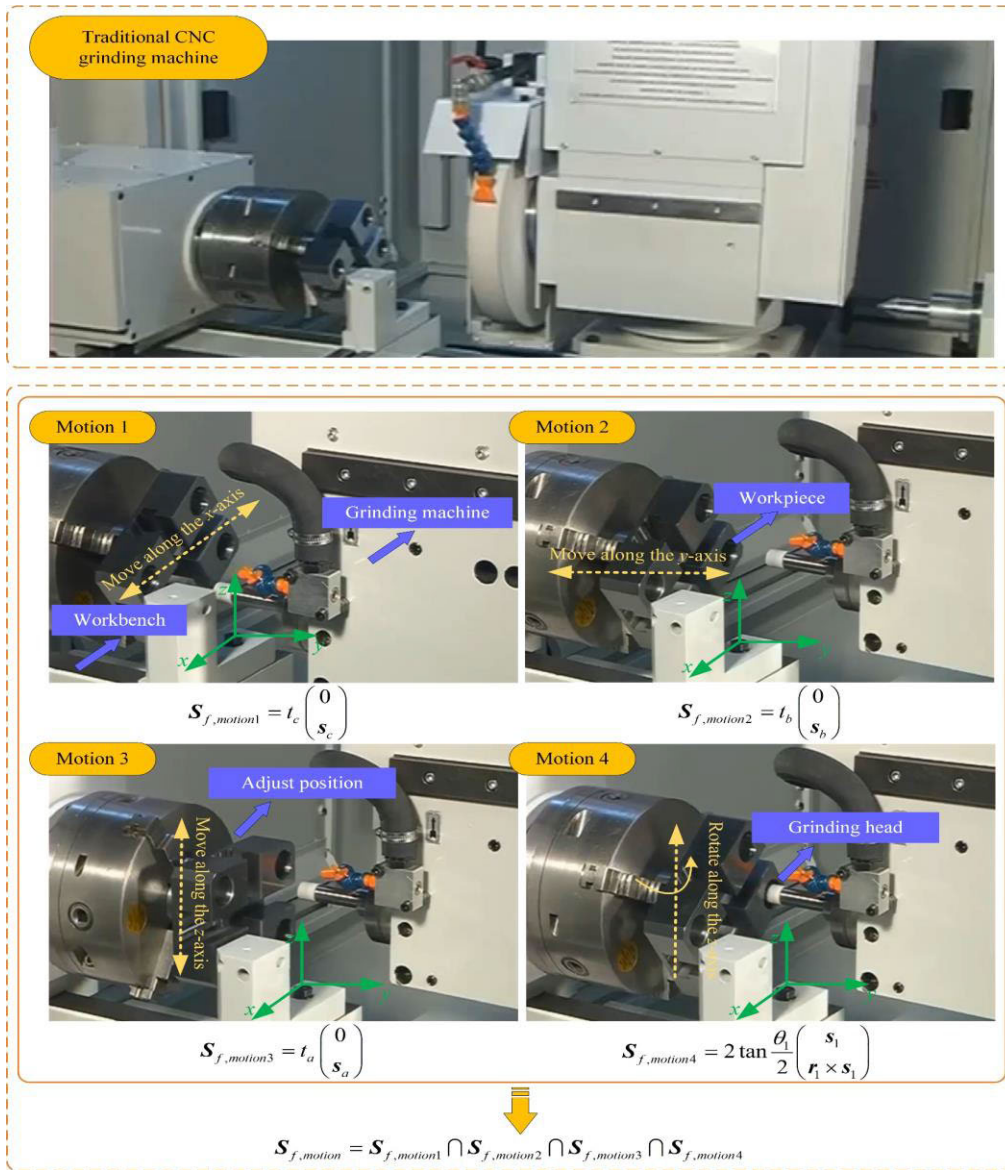 Traditional CNC
grinding machine
Motion 1
Move along the x-axis
Grinding machine
Workbench
z
y
x
Motion 2
Workpiece
Move along the y-axis
z
y
x
S_{f,motion1} = t_c (0 s_c)
S_{f,motion2} = t_b (0 s_b)
Motion 3
Adjust position
Move along the z-axis
z
y
x
Motion 4
Grinding head
Rotate along the z-axis
z
y
x
S_{f,motion3} = t_a (0 s_a)
S_{f,motion4} = 2 tan θ_1/2 (s_1 r_1 × s_1)
S_{f,motion} = S_{f,motion1} ⋂ S_{f,motion2} ⋂ S_{f,motion3} ⋂ S_{f,motion4}